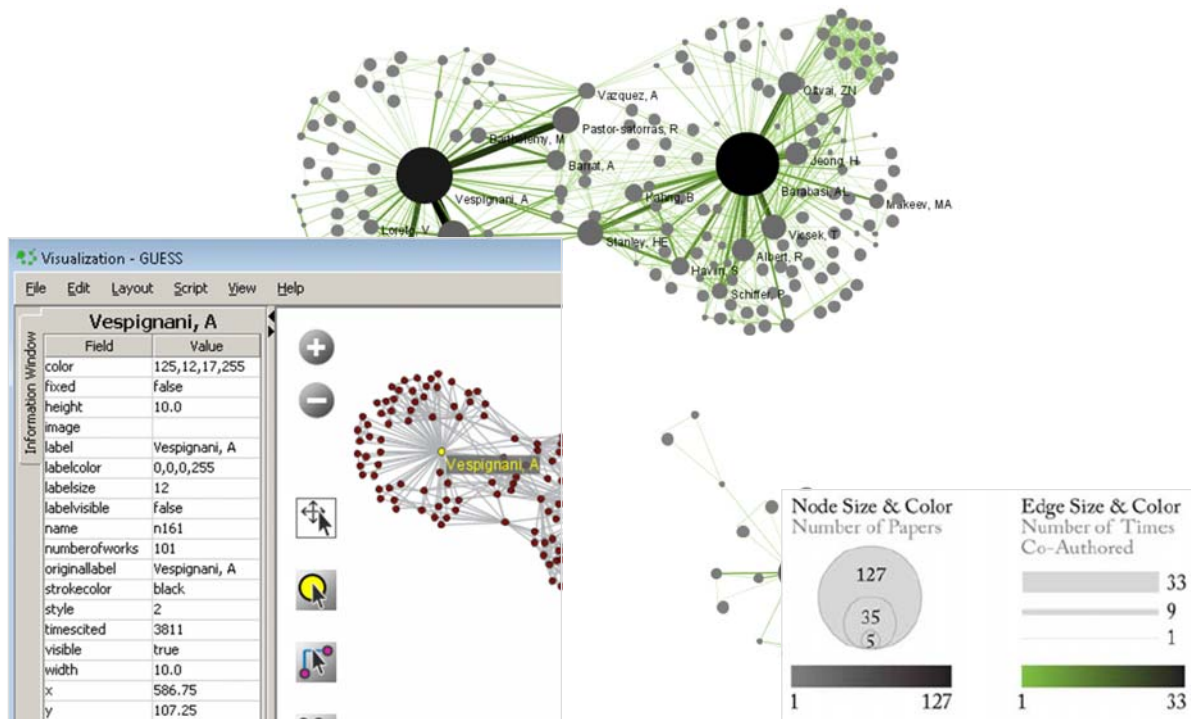 Vazquez, A
Oltvai, ZN
Pastor-satorras, R
Barthelemy, M
Barrat, A
Jeong, H
Vespignani, A
Barabasi, AL
Makeev, MA
Loreto, V
Stanley, HE
Vicsek, T
Albert, R
Havlin, S
Schiffer, P
Visualization - GUESS
File Edit Layout Script View Help
Information Window
Vespignani, A
Field Value
color 125,12,17,255
fixed false
height 10.0
image
label Vespignani, A
labelcolor 0,0,0,255
labelsize 12
labelvisible false
name n161
numberofworks 101
originallabel Vespignani, A
strokecolor black
style 2
timescited 3811
visible true
width 10.0
x 586.75
y 107.25
Vespignani, A
Node Size & Color
Number of Papers
127
35
5
1 127
Edge Size & Color
Number of Times
Co-Authored
33
9
1
1 33